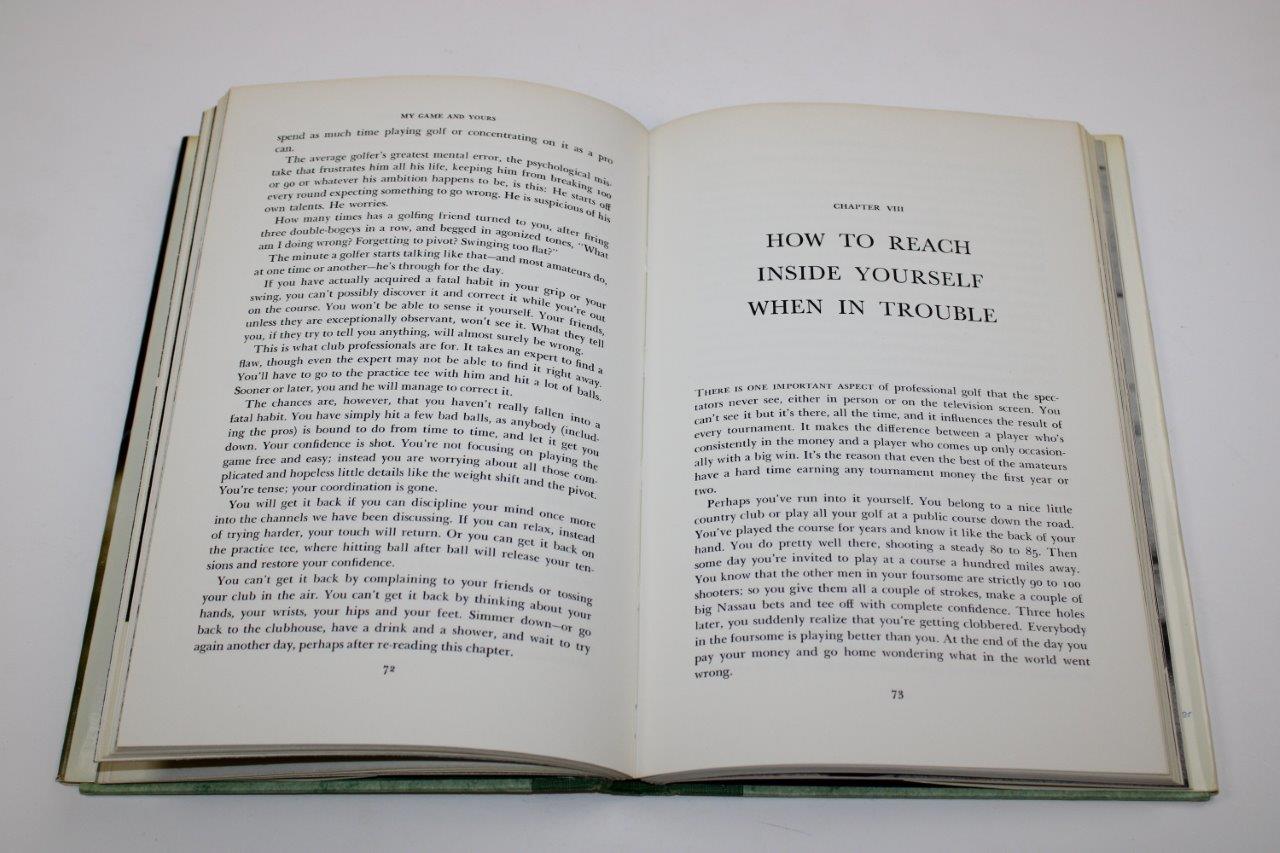 MY GAME AND YOURS
spend as much time playing golf or concentrating on it as a pro
can.
The average golfer's greatest mental error, the psychological mis-
take that frustrates him all his life, keeping him from breaking 100
or 90 or whatever his ambition happens to be, is this: He starts off
every round expecting something to go wrong. He is suspicious of his
own talents. He worries.
How many times has a golfing friend turned to you, after firing
three double-bogeys in a row, and begged in agonized tones, "What
am I doing wrong? Forgetting to pivot? Swinging too flat?"
The minute a golfer starts talking like that—and most amateurs do,
at one time or another—he's through for the day.
If you have actually acquired a fatal habit in your grip or your
swing, you can't possibly discover it and correct it while you're out
on the course. You won't be able to sense it yourself. Your friends,
unless they are exceptionally observant, won't see it. What they tell
you, if they try to tell you anything, will almost surely be wrong.
This is what club professionals are for. It takes an expert to find a
flaw, though even the expert may not be able to find it right away.
You'll have to go to the practice tee with him and hit a lot of balls.
Sooner or later, you and he will manage to correct it.
The chances are, however, that you haven't really fallen into a
fatal habit. You have simply hit a few bad balls, as anybody (includ-
ing the pros) is bound to do from time to time, and let it get you
down. Your confidence is shot. You're not focusing on playing the
game free and easy; instead you are worrying about all those com-
plicated and hopeless little details like the weight shift and the pivot.
You're tense; your coordination is gone.
You will get it back if you can discipline your mind once more
into the channels we have been discussing. If you can relax, instead
of trying harder, your touch will return. Or you can get it back on
the practice tee, where hitting ball after ball will release your ten-
sions and restore your confidence.
You can't get it back by complaining to your friends or tossing
your club in the air. You can't get it back by thinking about your
hands, your wrists, your hips and your feet. Simmer down—or go
back to the clubhouse, have a drink and a shower, and wait to try
again another day, perhaps after re-reading this chapter.
72
CHAPTER VIII
HOW TO REACH
INSIDE YOURSELF
WHEN IN TROUBLE
THERE IS ONE IMPORTANT ASPECT of professional golf that the spec-
tators never see, either in person or on the television screen. You
can't see it but it's there, all the time, and it influences the result of
every tournament. It makes the difference between a player who's
consistently in the money and a player who comes up only occasion-
ally with a big win. It's the reason that even the best of the amateurs
have a hard time earning any tournament money the first year or
two.
Perhaps you've run into it yourself. You belong to a nice little
country club or play all your golf at a public course down the road.
You've played the course for years and know it like the back of your
hand. You do pretty well there, shooting a steady 80 to 85. Then
some day you're invited to play at a course a hundred miles away.
You know that the other men in your foursome are strictly 90 to 100
shooters; so you give them all a couple of strokes, make a couple of
big Nassau bets and tee off with complete confidence. Three holes
later, you suddenly realize that you're getting clobbered. Everybody
in the foursome is playing better than you. At the end of the day you
pay your money and go home wondering what in the world went
wrong.
73